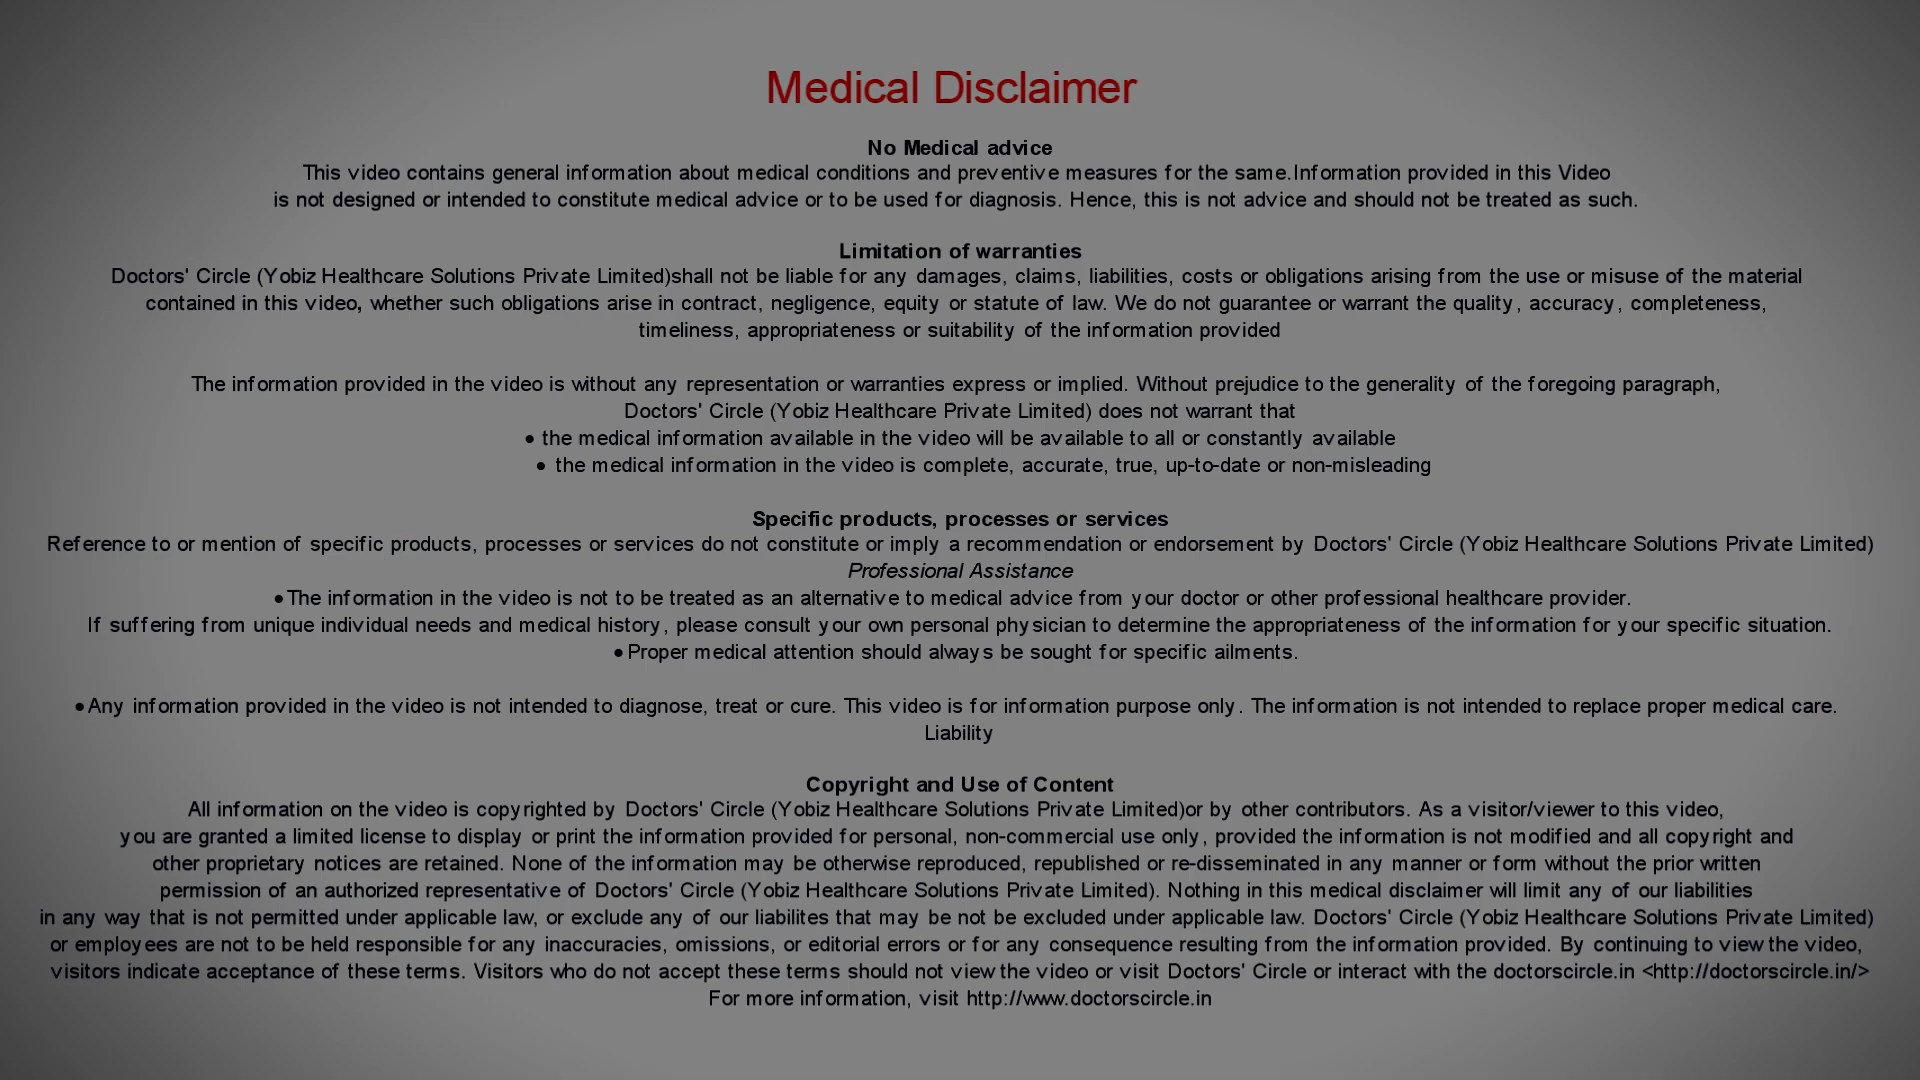 Medical Disclaimer
No Medical advice
This video contains general information about medical conditions and preventive measures for the same.Information provided in this Video
is not designed or intended to constitute medical advice or to be used for diagnosis. Hence, this is not advice and should not be treated as such.
Limitation of warranties
Doctors' Circle (Yobiz Healthcare Solutions Private Limited)shall not be liable for any damages, claims, liabilities, costs or obligations arising from the use or misuse of the material
contained in this video, whether such obligations arise in contract, negligence, equity or statute of law. We do not guarantee or warrant the quality, accuracy, completeness,
timeliness, appropriateness or suitability of the information provided
The information provided in the video is without any representation or warranties express or implied. Without prejudice to the generality of the foregoing paragraph,
Doctors' Circle (Yobiz Healthcare Private Limited) does not warrant that
• the medical information available in the video will be available to all or constantly available
• the medical information in the video is complete, accurate, true, up-to-date or non-misleading
Specific products, processes or services
Reference to or mention of specific products, processes or services do not constitute or imply a recommendation or endorsement by Doctors' Circle (Yobiz Healthcare Solutions Private Limited)
Professional Assistance
•The information in the video is not to be treated as an alternative to medical advice from your doctor or other professional healthcare provider.
If suffering from unique individual needs and medical history, please consult your own personal physician to determine the appropriateness of the information for your specific situation.
•Proper medical attention should always be sought for specific ailments.
•Any information provided in the video is not intended to diagnose, treat or cure. This video is for information purpose only. The information is not intended to replace proper medical care.
Liability
Copyright and Use of Content
All information on the video is copyrighted by Doctors' Circle (Yobiz Healthcare Solutions Private Limited)or by other contributors. As a visitor/viewer to this video,
you are granted a limited license to display or print the information provided for personal, non-commercial use only, provided the information is not modified and all copyright and
other proprietary notices are retained. None of the information may be otherwise reproduced, republished or re-disseminated in any manner or form without the prior written
permission of an authorized representative of Doctors' Circle (Yobiz Healthcare Solutions Private Limited). Nothing in this medical disclaimer will limit any of our liabilities
in any way that is not permitted under applicable law, or exclude any of our liabilites that may be not be excluded under applicable law. Doctors' Circle (Yobiz Healthcare Solutions Private Limited)
or employees are not to be held responsible for any inaccuracies, omissions, or editorial errors or for any consequence resulting from the information provided. By continuing to view the video,
visitors indicate acceptance of these terms. Visitors who do not accept these terms should not view the video or visit Doctors' Circle or interact with the doctorscircle.in <http://doctorscircle.in/>
For more information, visit http://www.doctorscircle.in